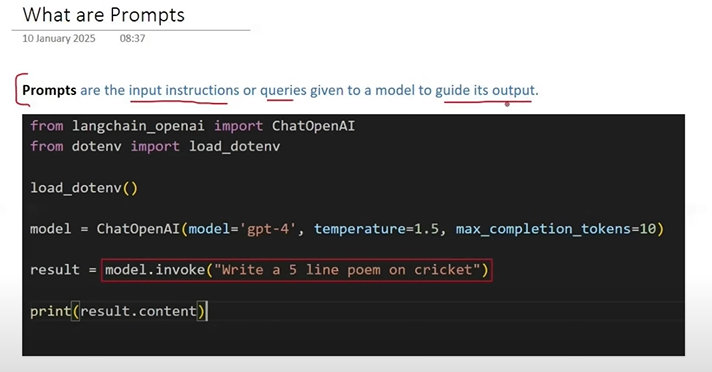 What are Prompts
10 January 2025 08:37
Prompts are the input instructions or queries given to a model to guide its output.
from langchain_openai import ChatOpenAI
from dotenv import load_dotenv
load_dotenv()
model = ChatOpenAI(model='gpt-4', temperature=1.5, max_completion_tokens=10)
result = model.invoke("Write a 5 line poem on cricket")
print(result.content)